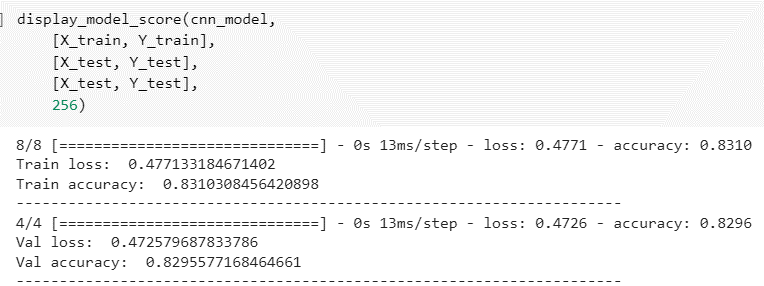 ] display_model_score(cnn_model,
[X_train, Y_train],
[X_test, Y_test],
[X_test, Y_test],
256)
8/8 [==============================] - 0s 13ms/step - loss: 0.4771 - accuracy: 0.8310
Train loss:  0.477133184671402
Train accuracy:  0.8310308456420898
----------------------------------------------------------------------
4/4 [==============================] - 0s 13ms/step - loss: 0.4726 - accuracy: 0.8296
Val loss:  0.472579687833786
Val accuracy:  0.8295577168464661
----------------------------------------------------------------------